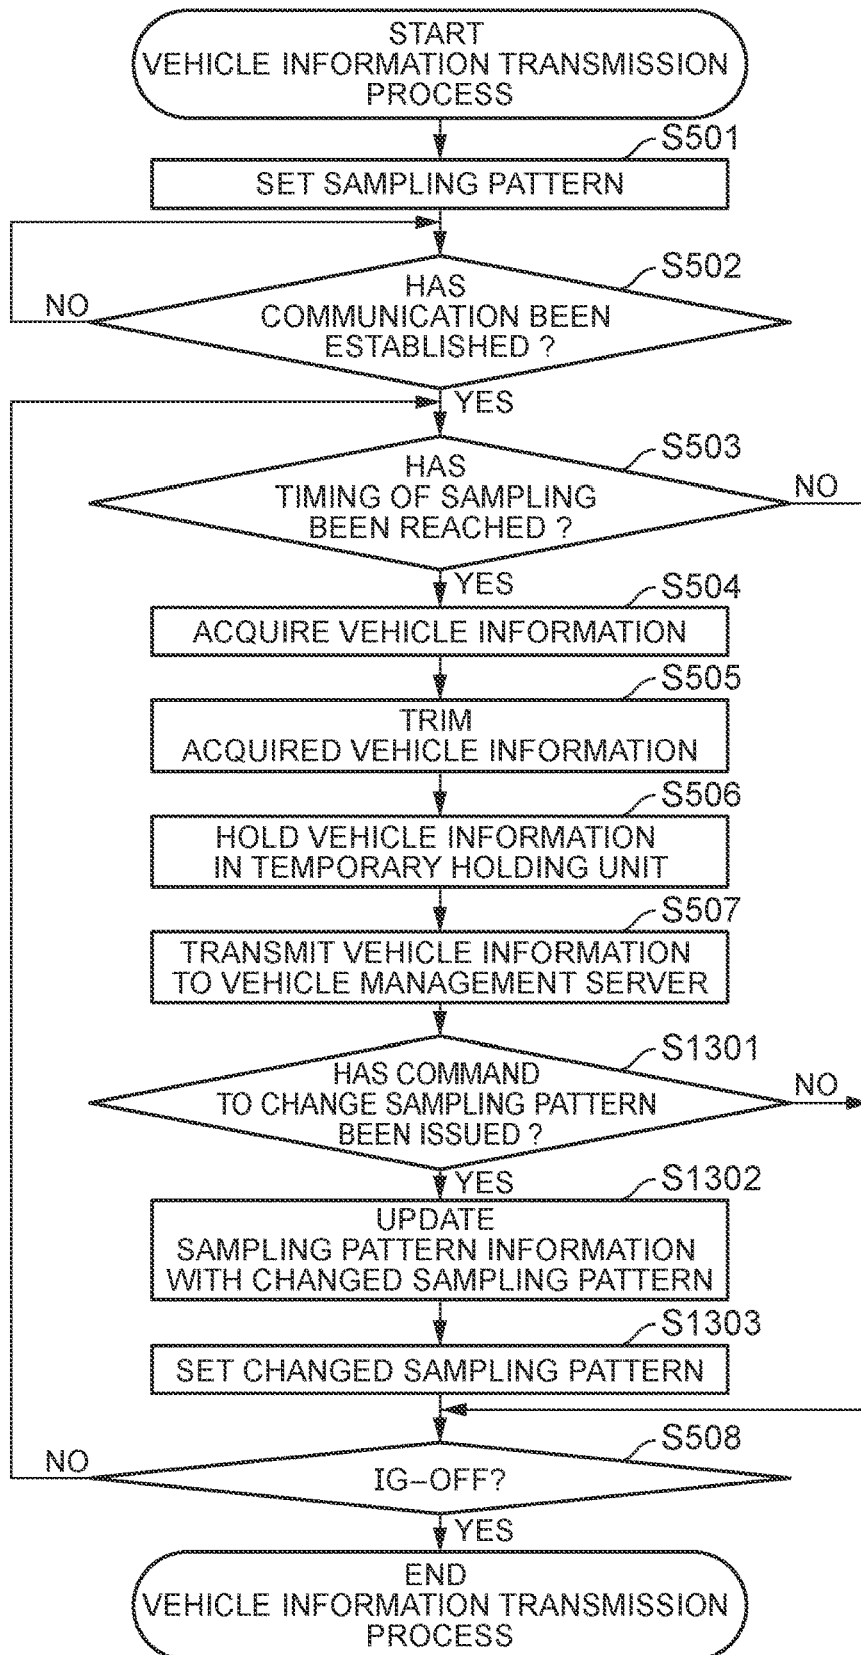 START
VEHICLE INFORMATION TRANSMISSION
PROCESS
S501
SET SAMPLING PATTERN
S502
HAS
COMMUNICATION BEEN
ESTABLISHED ?
NO
YES
S503
HAS
TIMING OF SAMPLING
BEEN REACHED ?
NO
YES
S504
ACQUIRE VEHICLE INFORMATION
S505
TRIM
ACQUIRED VEHICLE INFORMATION
S506
HOLD VEHICLE INFORMATION
IN TEMPORARY HOLDING UNIT
S507
TRANSMIT VEHICLE INFORMATION
TO VEHICLE MANAGEMENT SERVER
S1301
HAS COMMAND
TO CHANGE SAMPLING PATTERN
BEEN ISSUED ?
NO
YES
S1302
UPDATE
SAMPLING PATTERN INFORMATION
WITH CHANGED SAMPLING PATTERN
S1303
SET CHANGED SAMPLING PATTERN
S508
NO
IG-OFF?
YES
END
VEHICLE INFORMATION TRANSMISSION
PROCESS